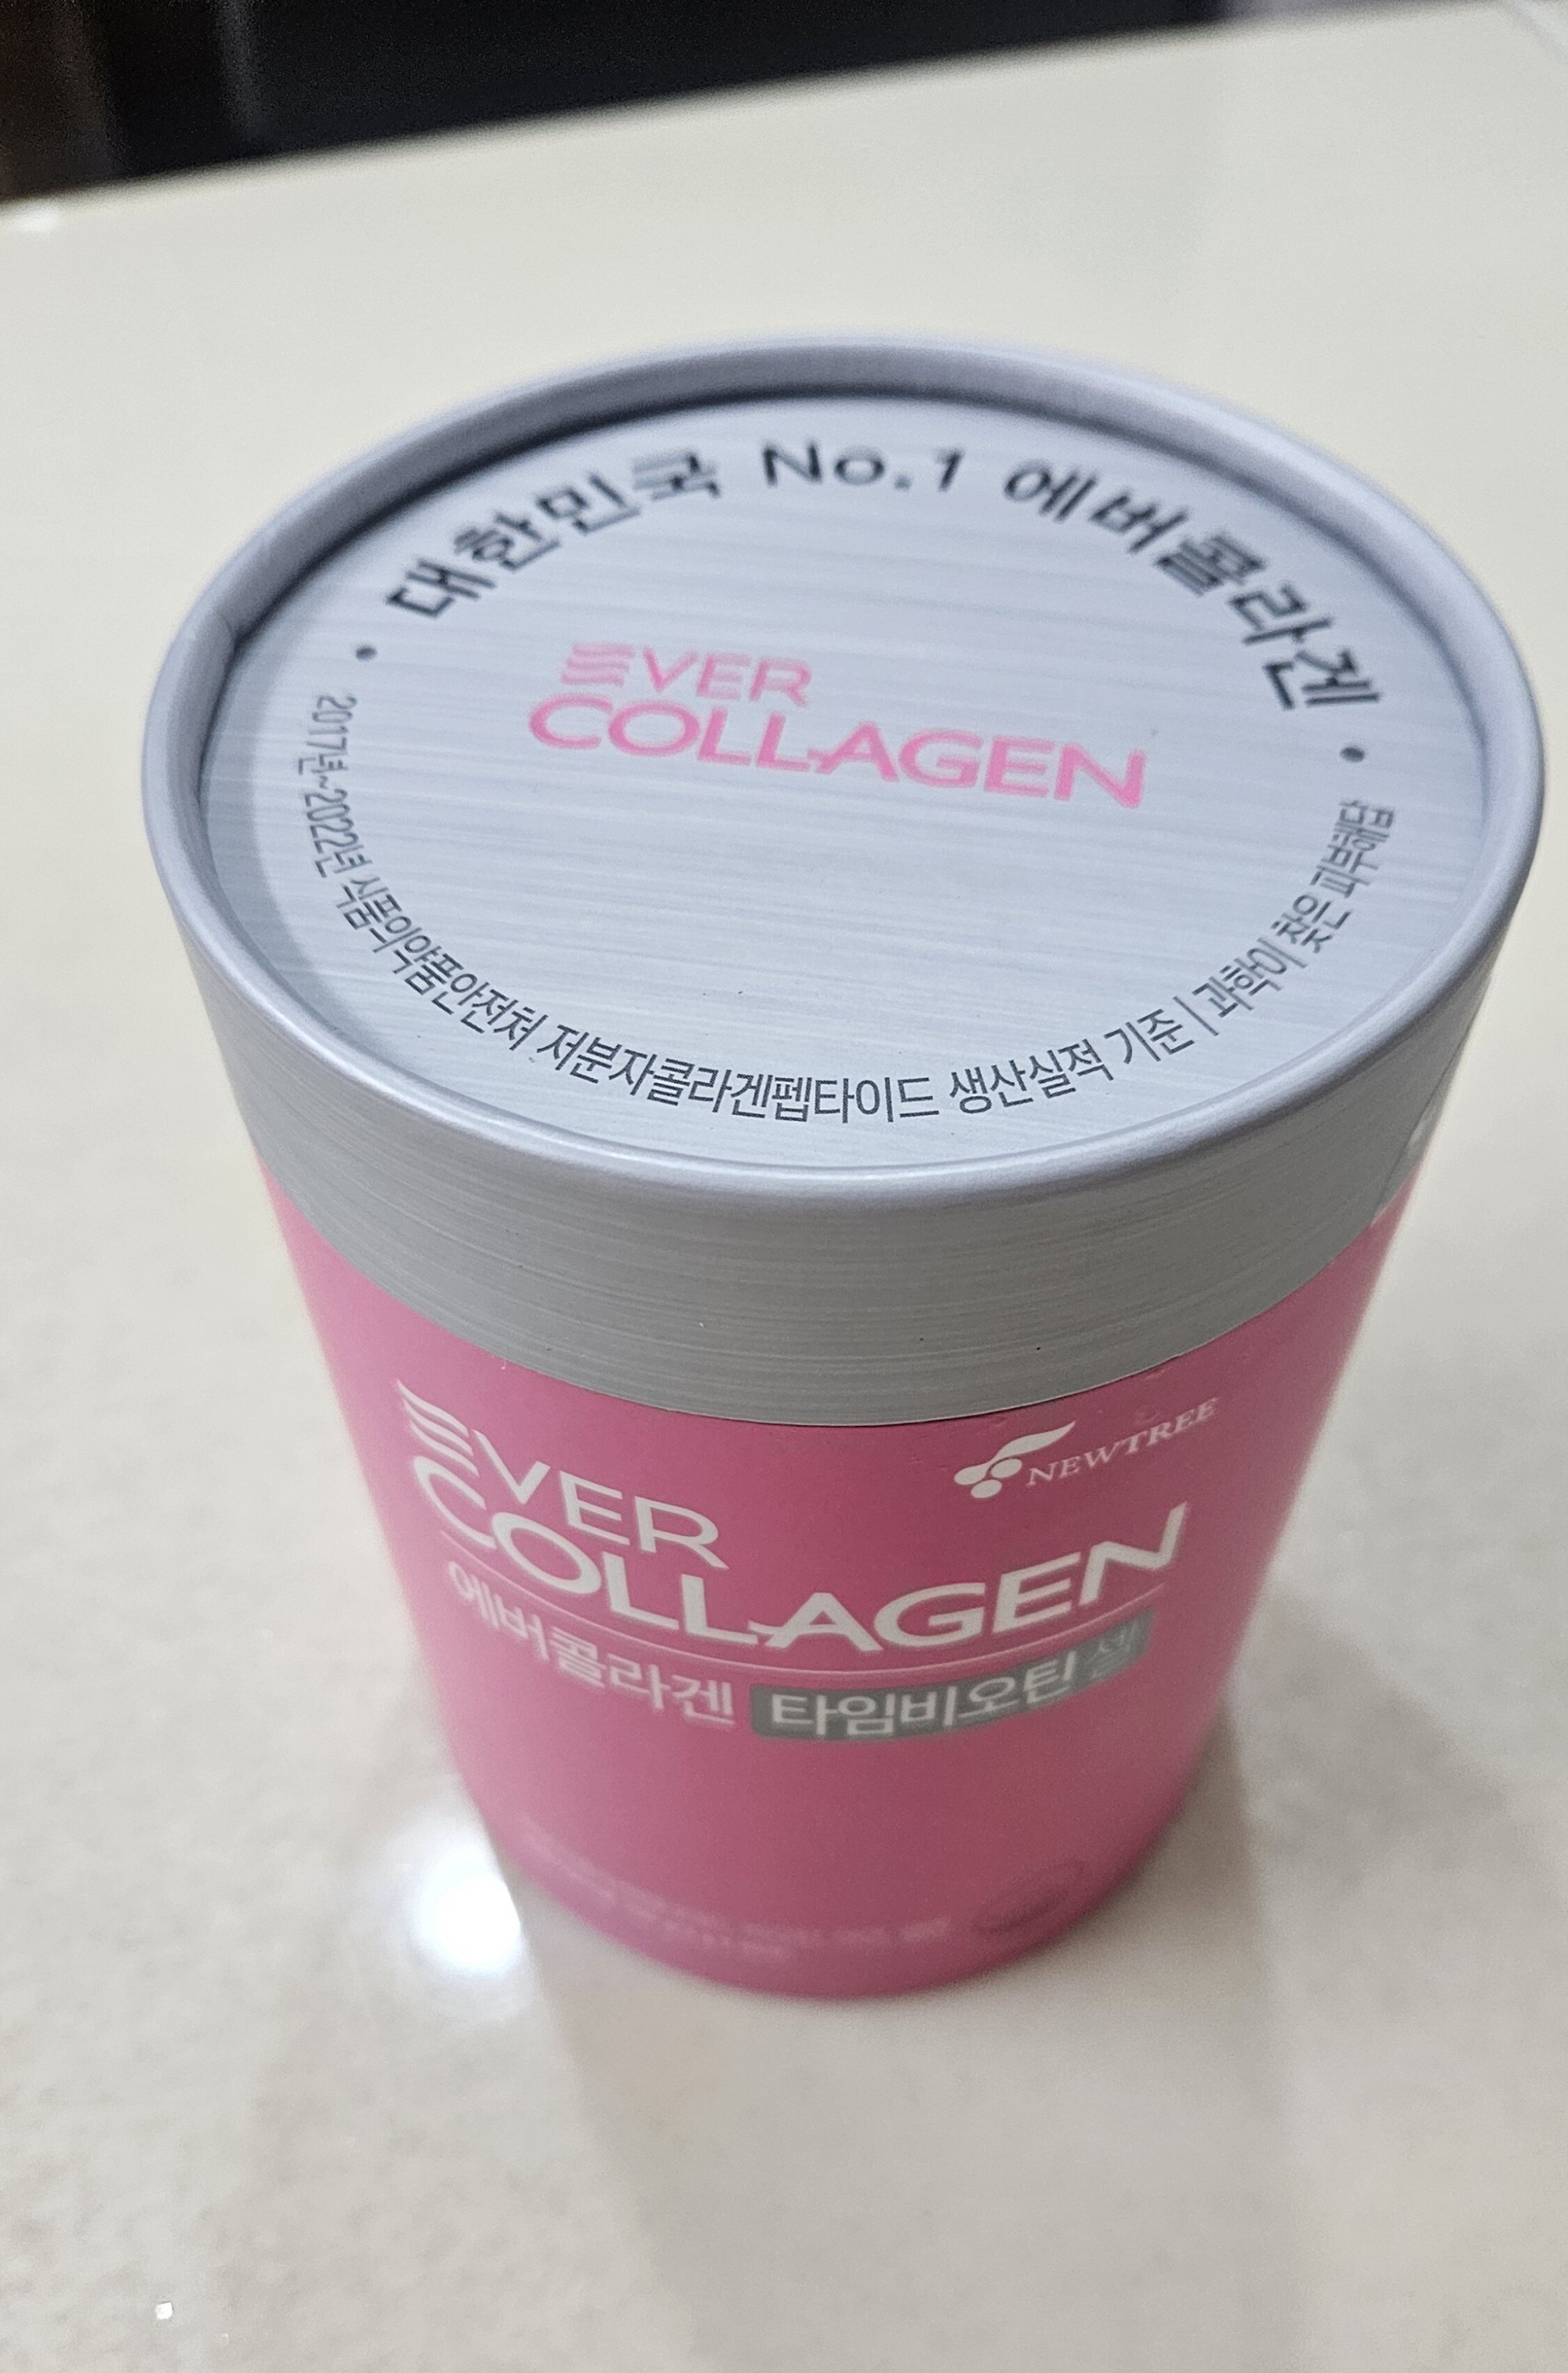 대한민국 No.1 에버콜라겐
EVER
COLLAGEN
2017년~2022년 식품의약품안전처 저분자콜라겐펩타이드 생산실적 기준 | 과학이 찾은 피부해답
NEWTREE
EVER
COLLAGEN
에버콜라겐 타임비오틴 셀